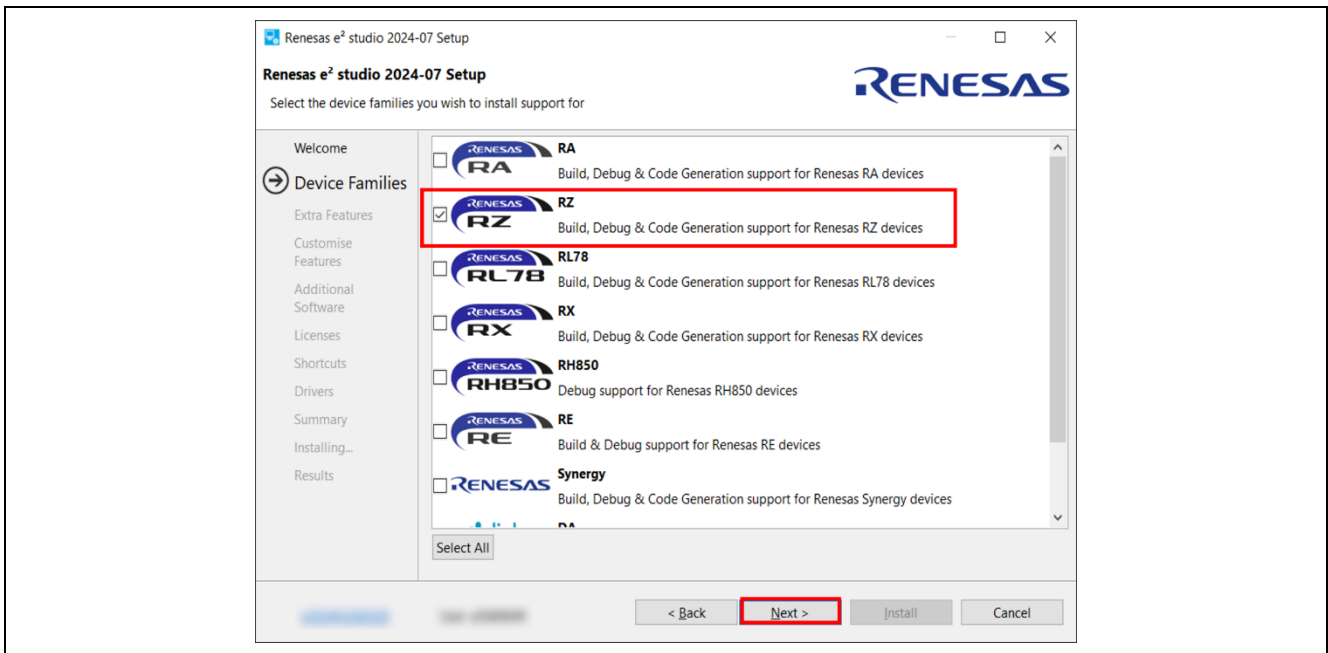 Renesas e² studio 2024-07 Setup
Renesas e² studio 2024-07 Setup
RENESAS
Select the device families you wish to install support for
Welcome
Device Families
Extra Features
Customise
Features
Additional
Software
Licenses
Shortcuts
Drivers
Summary
Installing...
Results
RENESAS
RA
RA
Build, Debug & Code Generation support for Renesas RA devices
RENESAS
RZ
RZ
Build, Debug & Code Generation support for Renesas RZ devices
RENESAS
RL78
RL78
Build, Debug & Code Generation support for Renesas RL78 devices
RENESAS
RX
RX
Build, Debug & Code Generation support for Renesas RX devices
RENESAS
RH850
RH850
Debug support for Renesas RH850 devices
RENESAS
RE
RE
Build & Debug support for Renesas RE devices
RENESAS
Synergy
Build, Debug & Code Generation support for Renesas Synergy devices
Select All
< Back
Next >
Install
Cancel